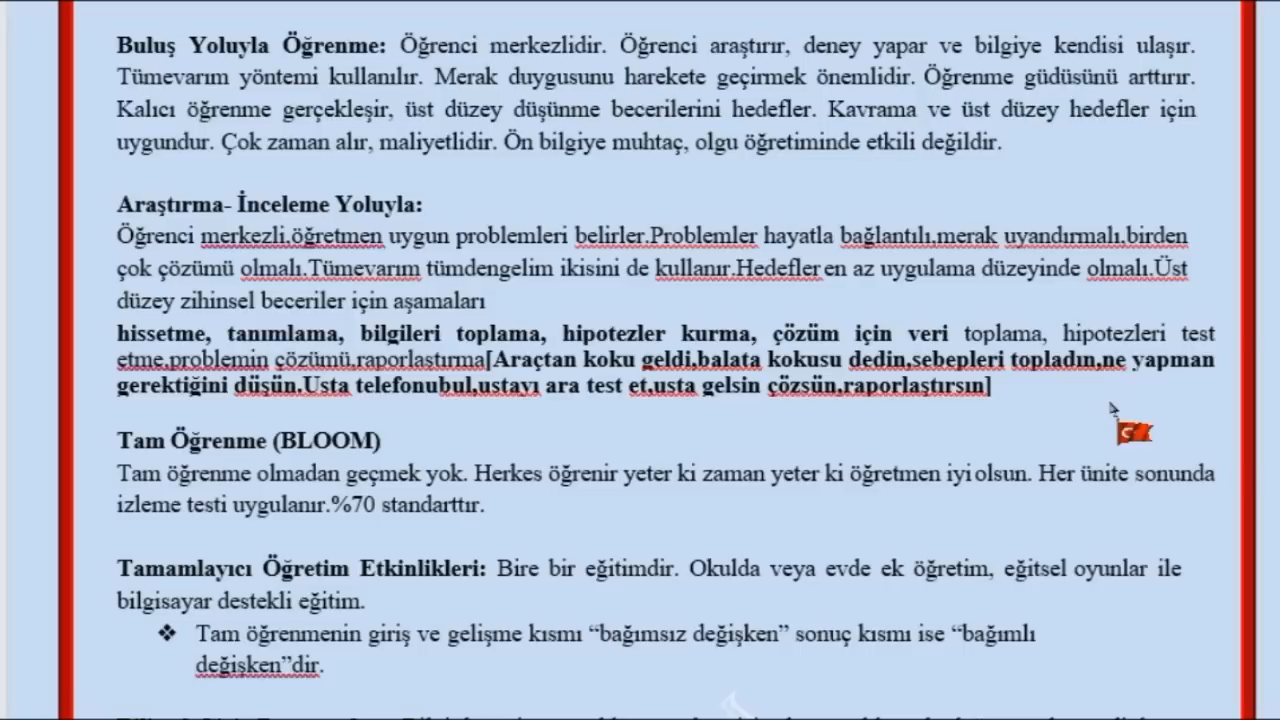 Buluş Yoluyla Öğrenme: Öğrenci merkezlidir. Öğrenci araştırır, deney yapar ve bilgiye kendisi ulaşır.
Tümevarım yöntemi kullanılır. Merak duygusunu harekete geçirmek önemlidir. Öğrenme güdüsünü arttırır.
Kalıcı öğrenme gerçekleşir, üst düzey düşünme becerilerini hedefler. Kavrama ve üst düzey hedefler için
uygundur. Çok zaman alır, maliyetlidir. Ön bilgiye muhtaç, olgu öğretiminde etkili değildir.
Araştırma- İnceleme Yoluyla:
Öğrenci merkezli,öğretmen uygun problemleri belirler.Problemler hayatla bağlantılı,merak uyandırmalı,birden
çok çözümü olmalı.Tümevarım tümdengelim ikisini de kullanır.Hedefler en az uygulama düzeyinde olmalı.Üst
düzey zihinsel beceriler için aşamaları
hissetme, tanımlama, bilgileri toplama, hipotezler kurma, çözüm için veri toplama, hipotezleri test
etme,problemin çözümü,raporlaştırma[Araçtan koku geldi,balata kokusu dedin,sebepleri topladın,ne yapman
gerektiğini düşün.Usta telefonubul,ustayı ara test et,usta gelsin çözsün,raporlaştırsın]
Tam Öğrenme (BLOOM)
Tam öğrenme olmadan geçmek yok. Herkes öğrenir yeter ki zaman yeter ki öğretmen iyi olsun. Her ünite sonunda
izleme testi uygulanır.%70 standarttır.
Tamamlayıcı Öğretim Etkinlikleri: Bire bir eğitimdir. Okulda veya evde ek öğretim, eğitsel oyunlar ile
bilgisayar destekli eğitim.
❖ Tam öğrenmenin giriş ve gelişme kısmı “bağımsız değişken” sonuç kısmı ise “bağımlı
değişken”dir.